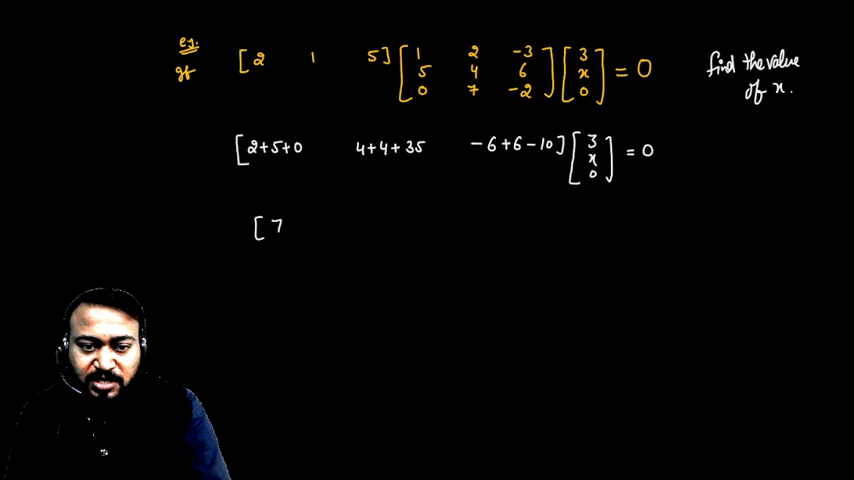 eg.
If [2 1 5] [1 2 -3 [3
5 4 6 x = 0 find the value
0 7 -2] 0] of x.
[2+5+0 4+4+35 -6+6-10] [3
x = 0
0]
[7